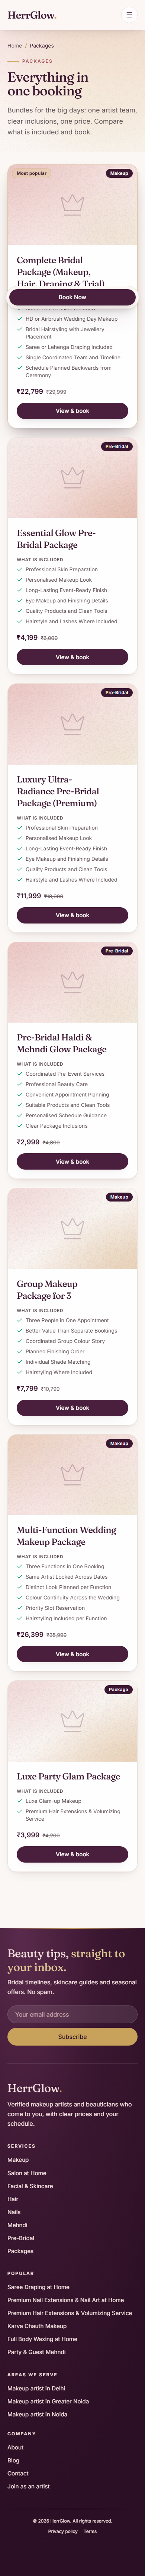 HerrGlow.
Home / Packages
PACKAGES
Everything in
one booking
Bundles for the big days: one artist team,
clear inclusions, one price. Compare
what is included and book.
Most popular
Makeup
Complete Bridal
Package (Makeup,
Hair, Draping & Trial)
Book Now
Bridal Trial Session Included
HD or Airbrush Wedding Day Makeup
Bridal Hairstyling with Jewellery
Placement
Saree or Lehenga Draping Included
Single Coordinated Team and Timeline
Schedule Planned Backwards from
Ceremony
₹22,799
View & book
Pre-Bridal
Essential Glow Pre-
Bridal Package
WHAT IS INCLUDED
Professional Skin Preparation
Personalised Makeup Look
Long-Lasting Event-Ready Finish
Eye Makeup and Finishing Details
Quality Products and Clean Tools
Hairstyle and Lashes Where Included
₹4,199
View & book
Pre-Bridal
Luxury Ultra-
Radiance Pre-Bridal
Package (Premium)
WHAT IS INCLUDED
Professional Skin Preparation
Personalised Makeup Look
Long-Lasting Event-Ready Finish
Eye Makeup and Finishing Details
Quality Products and Clean Tools
Hairstyle and Lashes Where Included
₹11,999
View & book
Pre-Bridal
Pre-Bridal Haldi &
Mehndi Glow Package
WHAT IS INCLUDED
Coordinated Pre-Event Services
Professional Beauty Care
Convenient Appointment Planning
Suitable Products and Clean Tools
Personalised Schedule Guidance
Clear Package Inclusions
₹2,999
View & book
Makeup
Group Makeup
Package for 3
WHAT IS INCLUDED
Three People in One Appointment
Better Value Than Separate Bookings
Coordinated Group Colour Story
Planned Finishing Order
Individual Shade Matching
Hairstyling Where Included
₹7,799
View & book
Makeup
Multi-Function Wedding
Makeup Package
WHAT IS INCLUDED
Three Functions in One Booking
Same Artist Locked Across Dates
Distinct Look Planned per Function
Colour Continuity Across the Wedding
Priority Slot Reservation
Hairstyling Included per Function
₹26,399
View & book
Package
Luxe Party Glam Package
WHAT IS INCLUDED
Luxe Glam-up Makeup
Premium Hair Extensions & Volumizing
Service
₹3,999 ₹4,200
View & book
Beauty tips, straight to
your inbox.
Bridal timelines, skincare guides and seasonal
offers. No spam.
Your email address
Subscribe
HerrGlow.
Verified makeup artists and beauticians who
come to you, with clear prices and your
schedule.
SERVICES
Makeup
Salon at Home
Facial & Skincare
Hair
Nails
Mehndi
Pre-Bridal
Packages
POPULAR
Saree Draping at Home
Premium Nail Extensions & Nail Art at Home
Premium Hair Extensions & Volumizing Service
Karva Chauth Makeup
Full Body Waxing at Home
Party & Guest Mehndi
AREAS WE SERVE
Makeup artist in Delhi
Makeup artist in Greater Noida
Makeup artist in Noida
COMPANY
About
Blog
Contact
Join as an artist
© 2026 HerrGlow. All rights reserved.
Privacy policy Terms